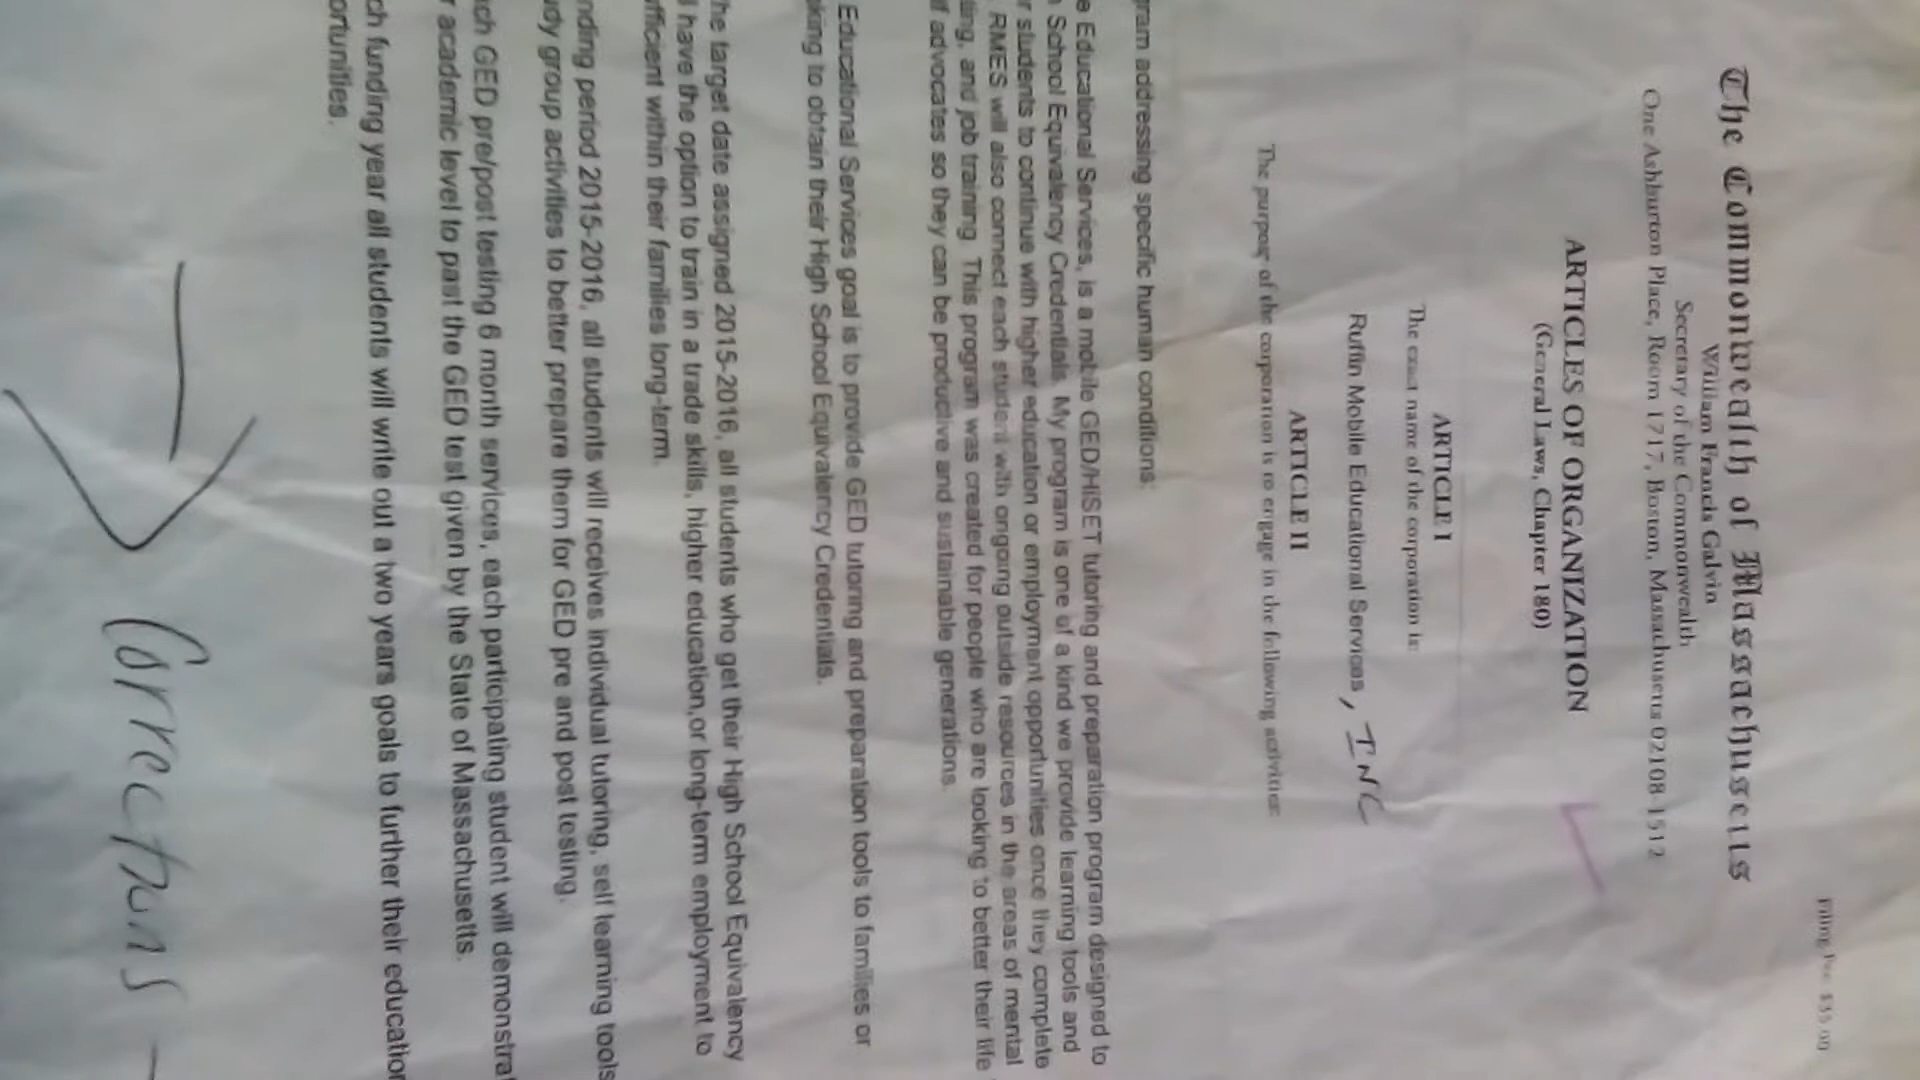 Filing Fee: $35.00
The Commonwealth of Massachusetts
William Francis Galvin
Secretary of the Commonwealth
One Ashburton Place, Room 1717, Boston, Massachusetts 02108-1512
ARTICLES OF ORGANIZATION
(General Laws, Chapter 180)
ARTICLE I
The exact name of the corporation is:
Ruffin Mobile Educational Services, INC
ARTICLE II
The purpose of the corporation is to engage in the following activities:
gram addressing specific human conditions:
e Educational Services, is a mobile GED/HISET tutoring and preparation program designed to
School Equivalency Credentials. My program is one of a kind we provide learning tools and
r students to continue with higher education or employment opportunities once they complete
RMES will also connect each student with ongoing outside resources in the areas of mental
ting, and job training. This program was created for people who are looking to better their life
lf advocates so they can be productive and sustainable generations.
Educational Services goal is to provide GED tutoring and preparation tools to families or
king to obtain their High School Equivalency Credentials.
he target date assigned 2015-2016, all students who get their High School Equivalency
l have the option to train in a trade skills, higher education,or long-term employment to
fficient within their families long-term.
nding period 2015-2016, all students will receives individual tutoring, self learning tools
dy group activities to better prepare them for GED pre and post testing.
ach GED pre/post testing 6 month services, each participating student will demonstrat
r academic level to past the GED test given by the State of Massachusetts.
ch funding year all students will write out a two years goals to further their education
ortunities.
Corrections